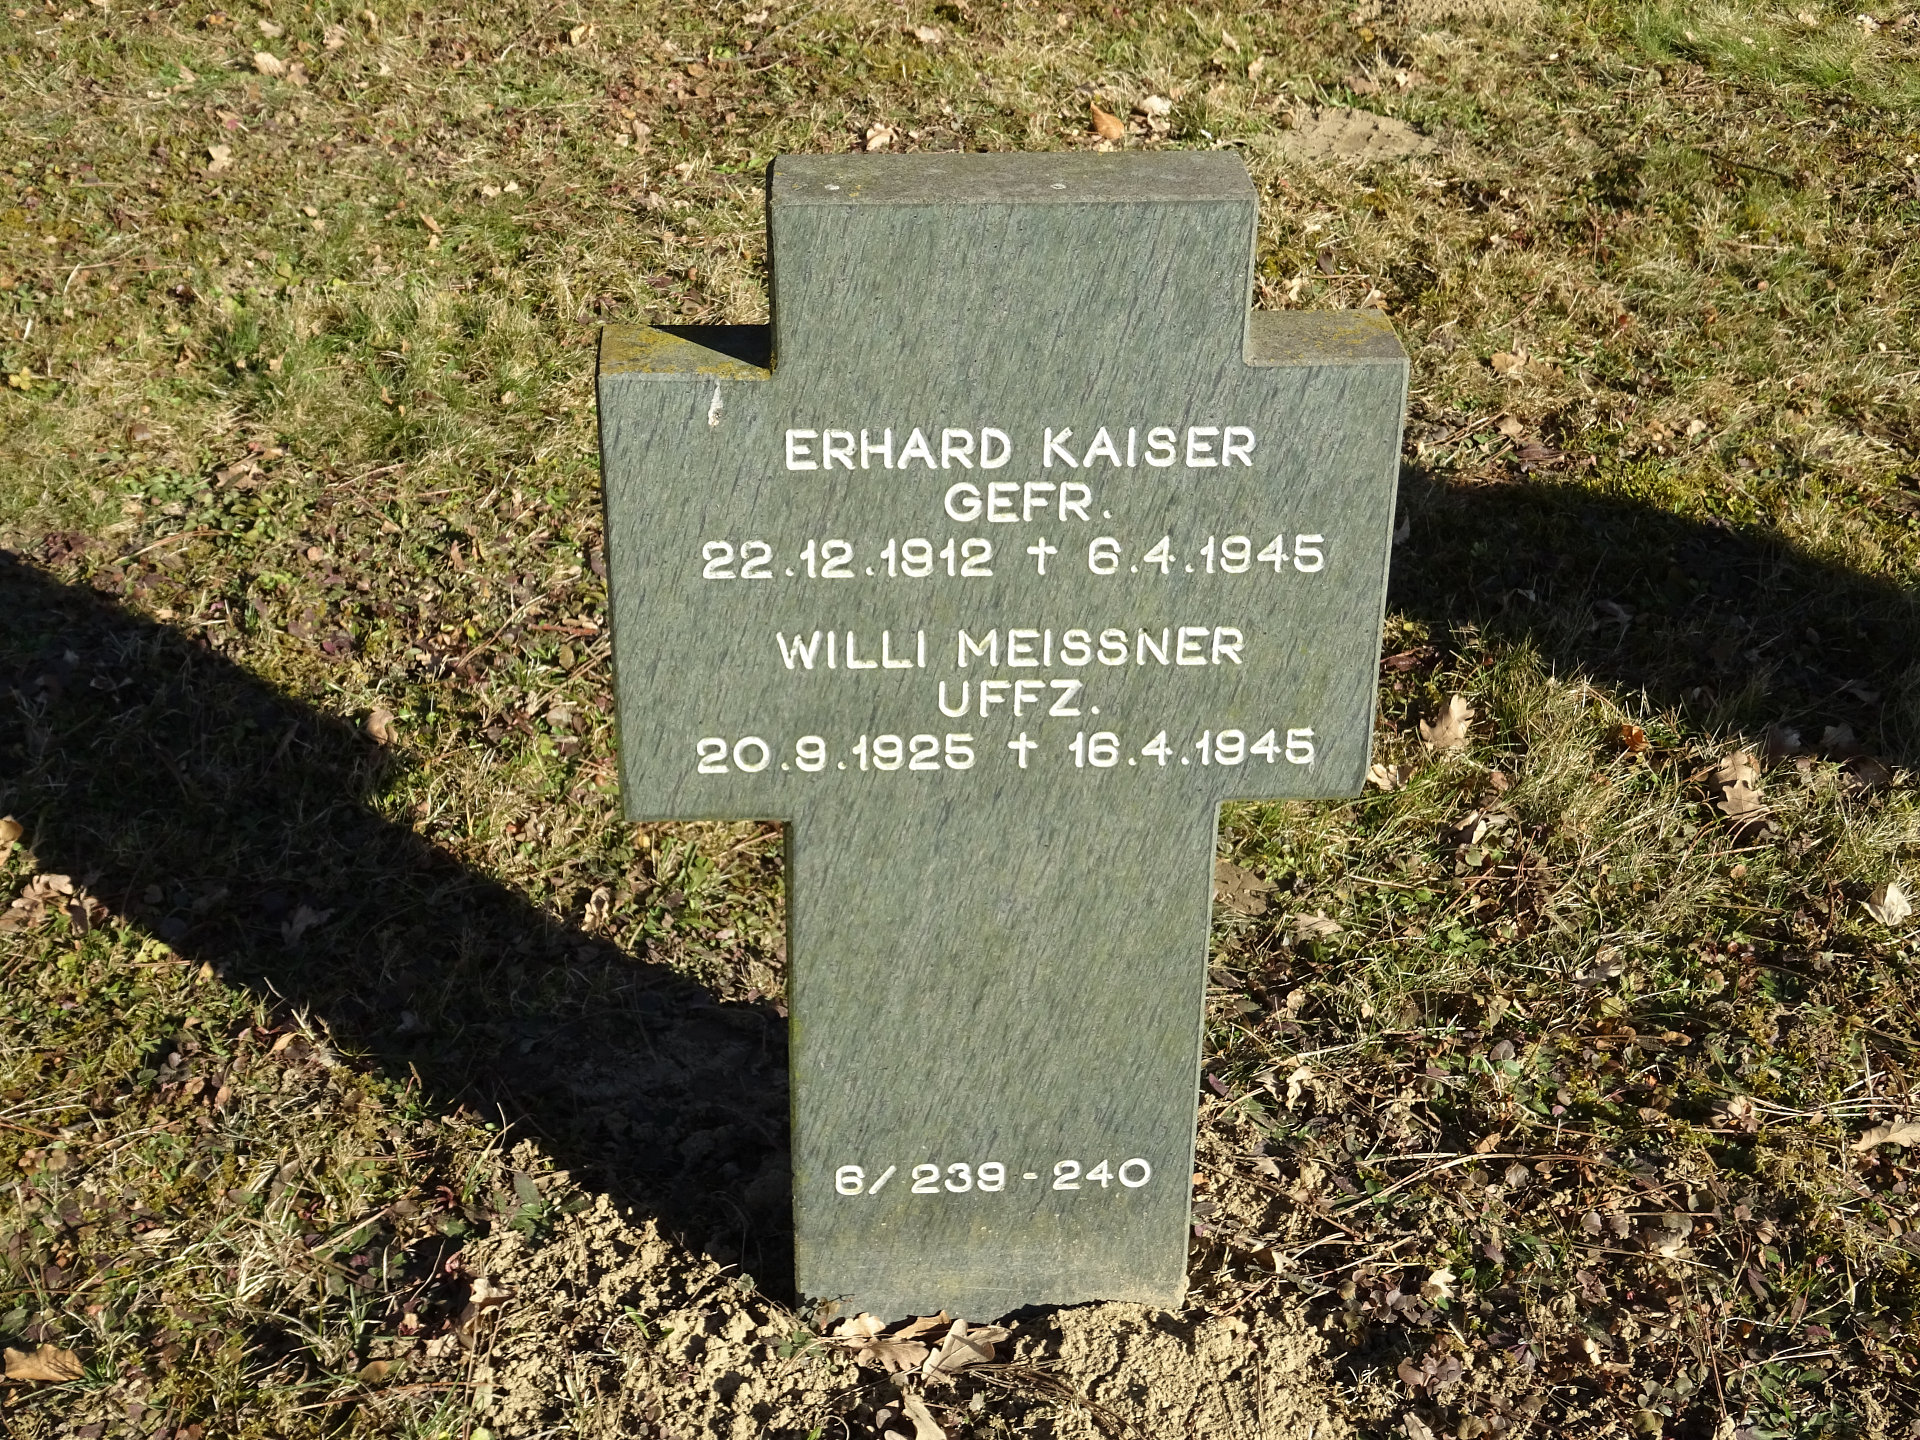 ERHARD KAISER
GEFR.
22.12.1912 † 6.4.1945
WILLI MEISSNER
UFFZ.
20.9.1925 † 16.4.1945
6/239-240